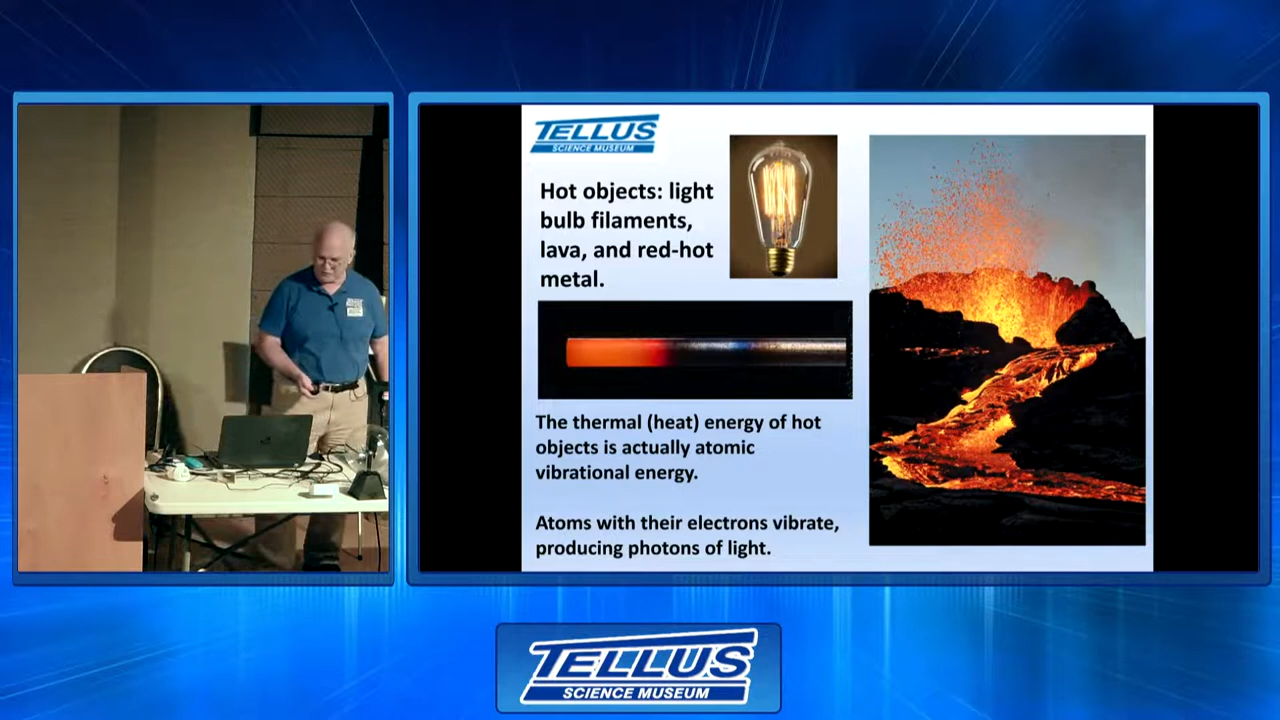 TELLUS
SCIENCE MUSEUM
Hot objects: light
bulb filaments,
lava, and red-hot
metal.
The thermal (heat) energy of hot
objects is actually atomic
vibrational energy.
Atoms with their electrons vibrate,
producing photons of light.
TELLUS
SCIENCE MUSEUM